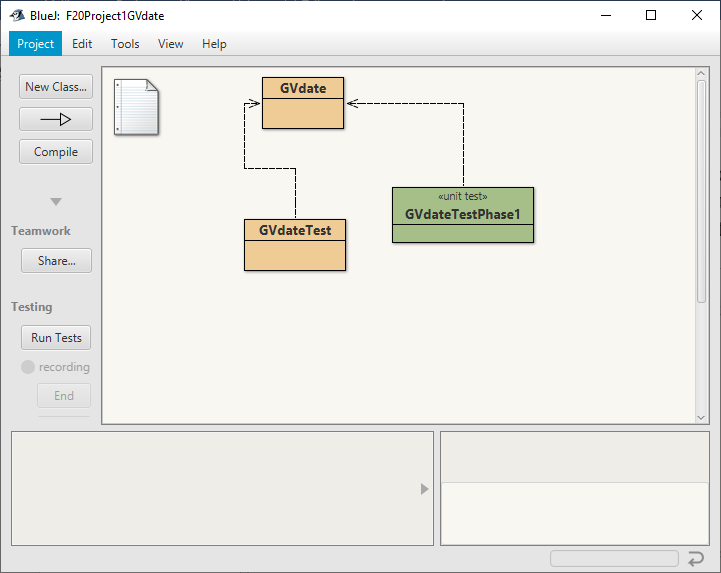 BlueJ: F20Project1GVdate
Project Edit Tools View Help
New Class...
Compile
Teamwork
Share...
Testing
Run Tests
recording
End
GVdate
«unit test»
GVdateTestPhase1
GVdateTest